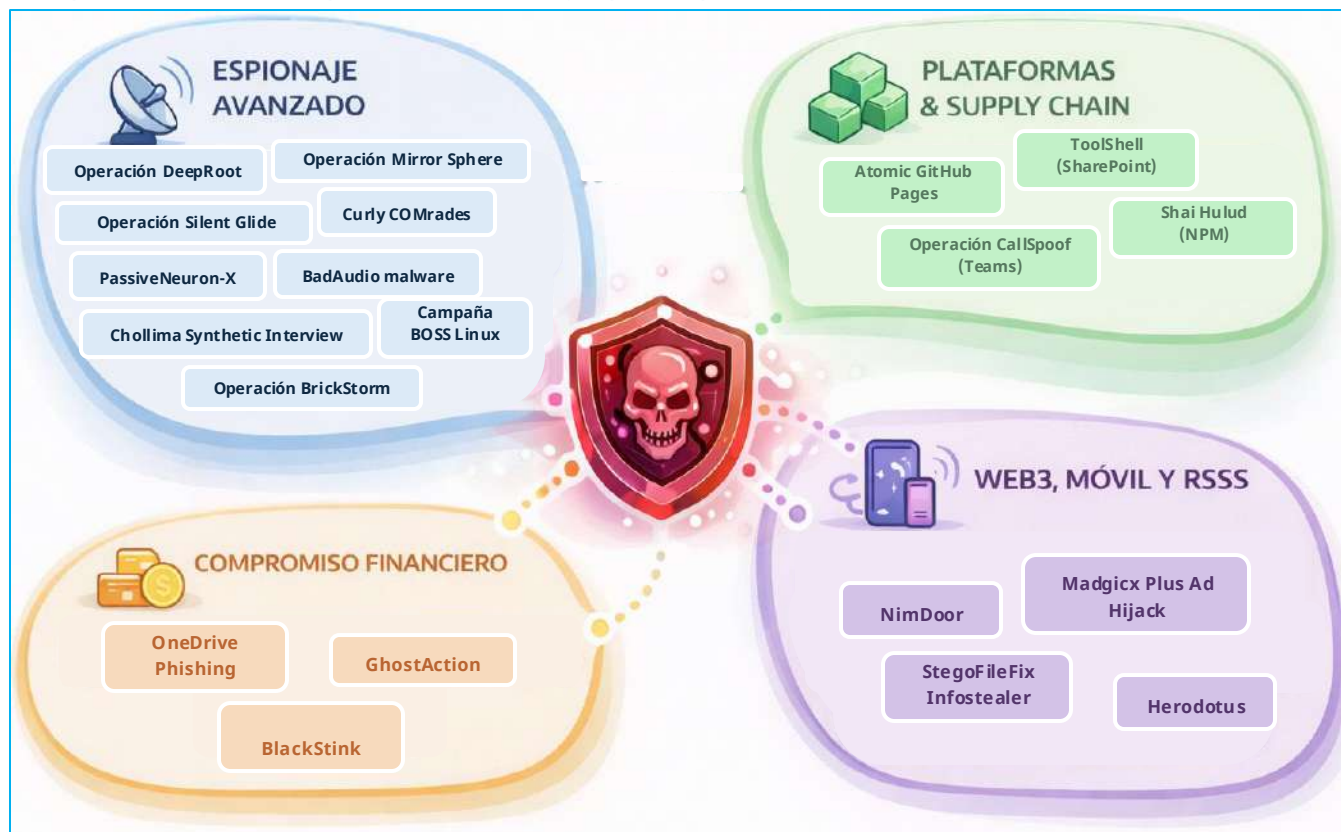 ESPIONAJE
AVANZADO
Operación DeepRoot
Operación Mirror Sphere
Operación Silent Glide
Curly COMrades
PassiveNeuron-X
BadAudio malware
Chollima Synthetic Interview
Campaña
BOSS Linux
Operación BrickStorm
PLATAFORMAS
& SUPPLY CHAIN
Atomic GitHub
Pages
ToolShell
(SharePoint)
Shai Hulud
(NPM)
Operación CallSpoof
(Teams)
COMPROMISO FINANCIERO
OneDrive
Phishing
GhostAction
BlackStink
WEB3, MÓVIL Y RSSS
NimDoor
Madgicx Plus Ad
Hijack
StegoFileFix
Infostealer
Herodotus